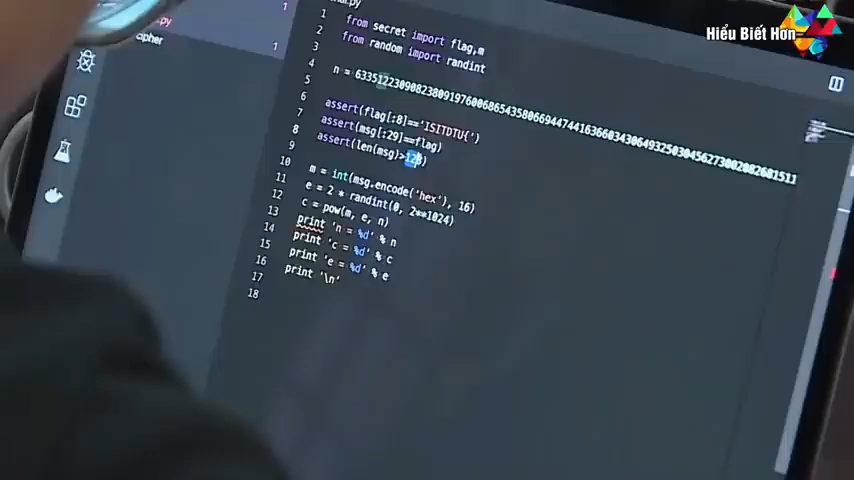 Hiểu Biết Hơn
cipher
1
1
1 from secret import flag,m
2 from random import randint
3
4 n = 
5
6 assert(flag[:8]=='ISITDTU{')
7 assert(msg[:29]==flag)
8 assert(len(msg)>128)
9
10 m = int(msg.encode('hex'), 16)
11 e = 2 * randint(0, 2**1024)
12 c = pow(m, e, n)
13 print 'n = %d' % n
14 print 'c = %d' % c
15 print 'e = %d' % e
16 print '\n'
17
18